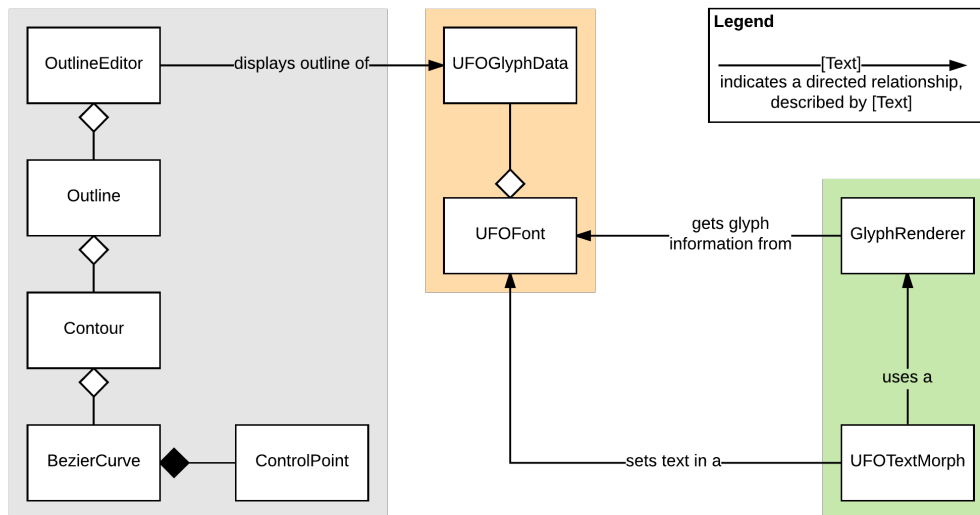 Legend
OutlineEditor
displays outline of
UFOGlyphData
[Text]
indicates a directed relationship,
described by [Text]
Outline
UFOFont
gets glyph
information from
GlyphRenderer
Contour
uses a
BezierCurve
ControlPoint
sets text in a
UFOTextMorph